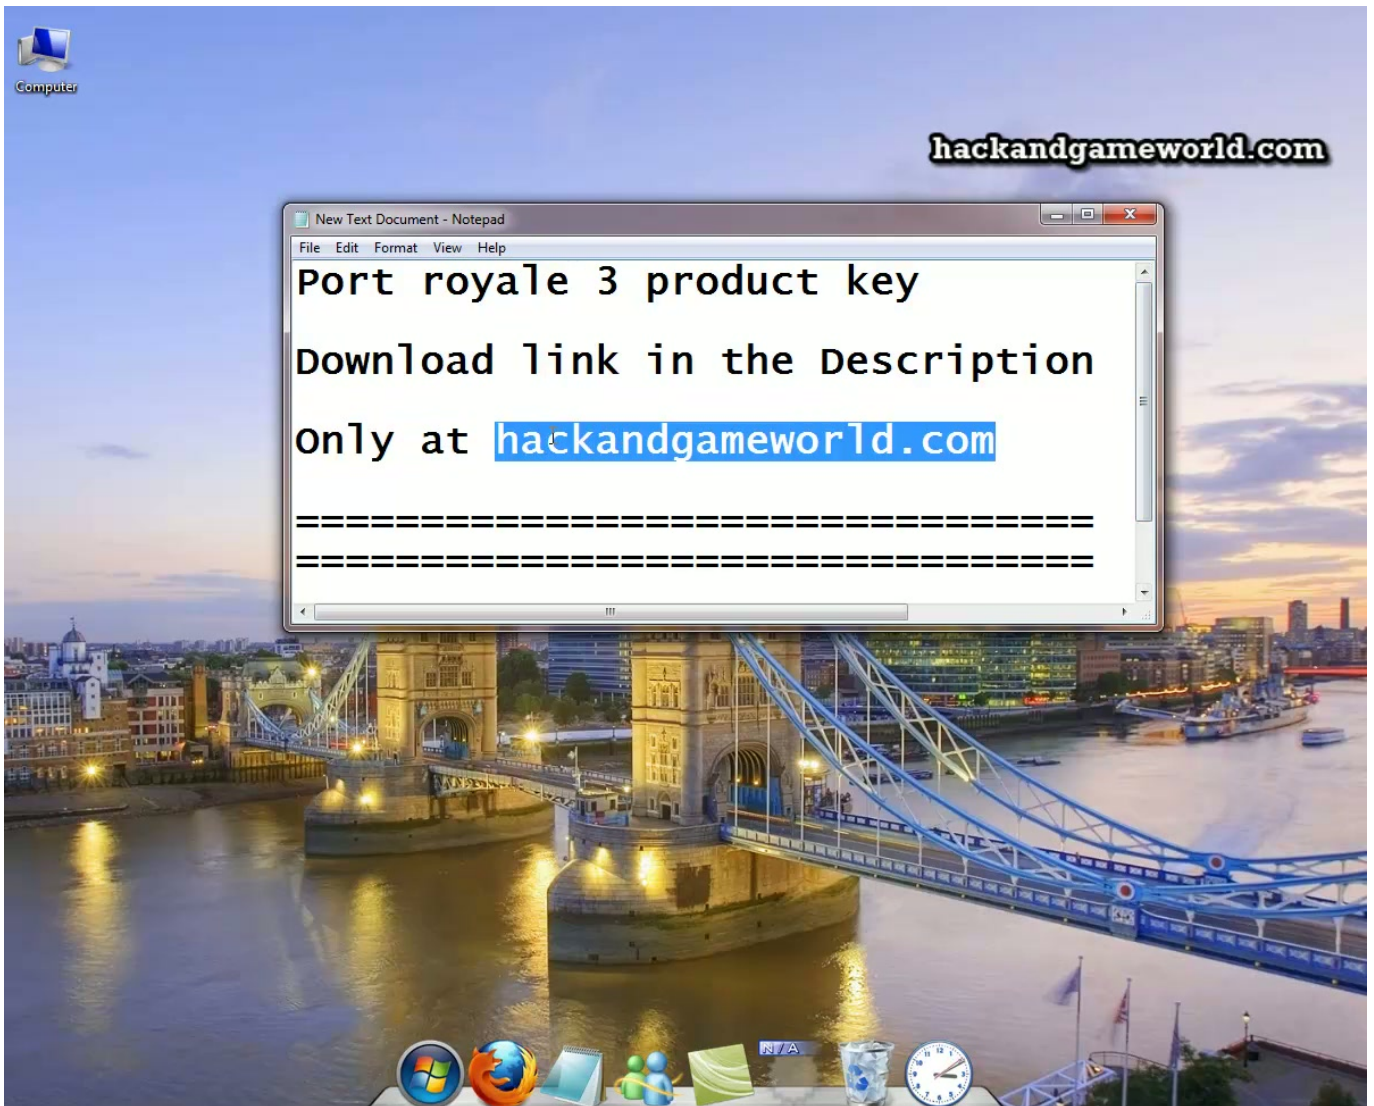 Computer
hackandgameworld.com
New Text Document - Notepad
File Edit Format View Help
Port royale 3 product key
Download link in the Description
Only at hackandgameworld.com
================================
================================
N/A